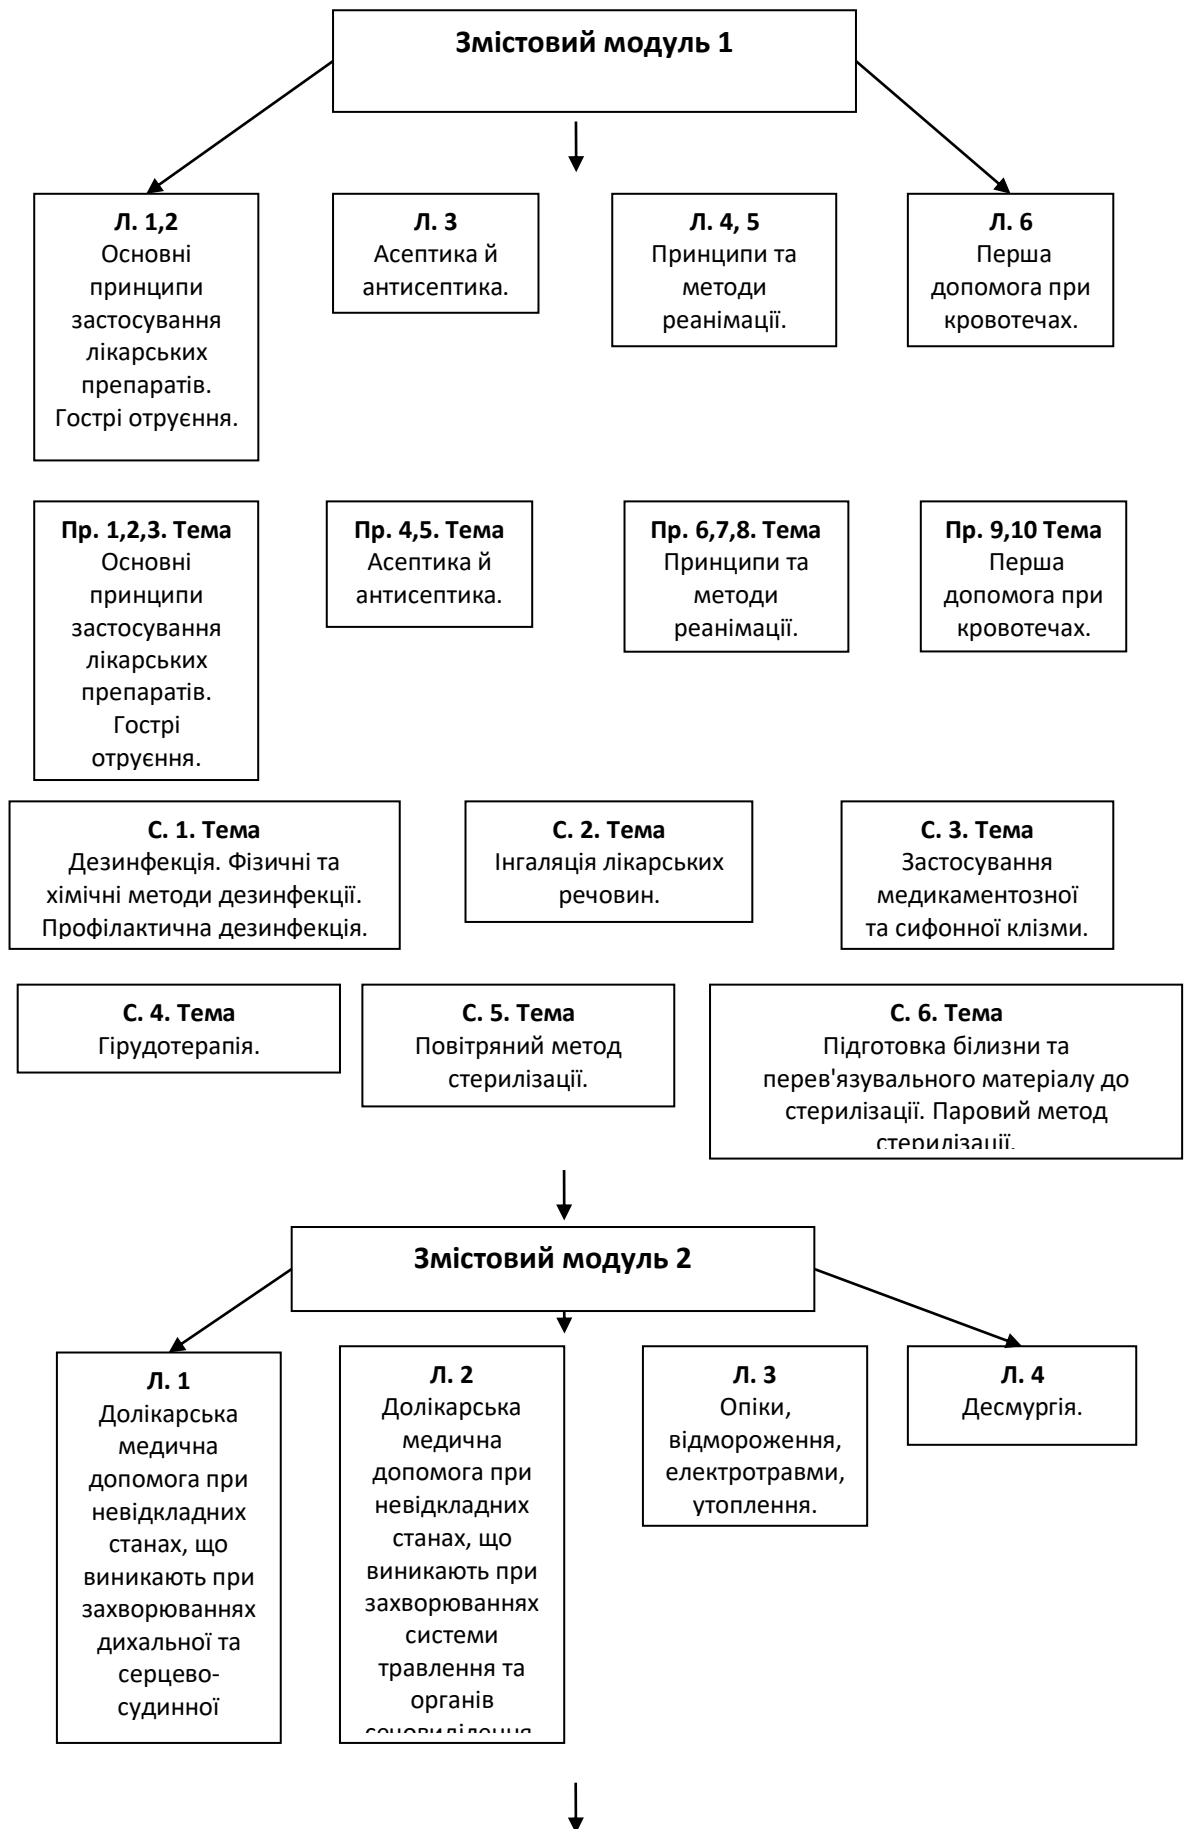 Змістовий модуль 1
Л. 1,2
Основні
принципи
застосування
лікарських
препаратів.
Гострі отруєння.
Л. 3
Асептика й
антисептика.
Л. 4, 5
Принципи та
методи
реанімації.
Л. 6
Перша
допомога при
кровотечах.
Пр. 1,2,3. Тема
Основні
принципи
застосування
лікарських
препаратів.
Гострі
отруєння.
Пр. 4,5. Тема
Асептика й
антисептика.
Пр. 6,7,8. Тема
Принципи та
методи
реанімації.
Пр. 9,10 Тема
Перша
допомога при
кровотечах.
С. 1. Тема
Дезинфекція. Фізичні та
хімічні методи дезинфекції.
Профілактична дезинфекція.
С. 2. Тема
Інгаляція лікарських
речовин.
С. 3. Тема
Застосування
медикаментозної
та сифонної клізми.
С. 4. Тема
Гірудотерапія.
С. 5. Тема
Повітряний метод
стерилізації.
С. 6. Тема
Підготовка білизни та
перев'язувального матеріалу до
стерилізації. Паровий метод
стерилізації.
Змістовий модуль 2
Л. 1
Долікарська
медична
допомога при
невідкладних
станах, що
виникають при
захворюваннях
дихальної та
серцево-
судинної
Л. 2
Долікарська
медична
допомога при
невідкладних
станах, що
виникають при
захворюваннях
системи
травлення та
органів
сечовиділення
Л. 3
Опіки,
відмороження,
електротравми,
утоплення.
Л. 4
Десмургія.